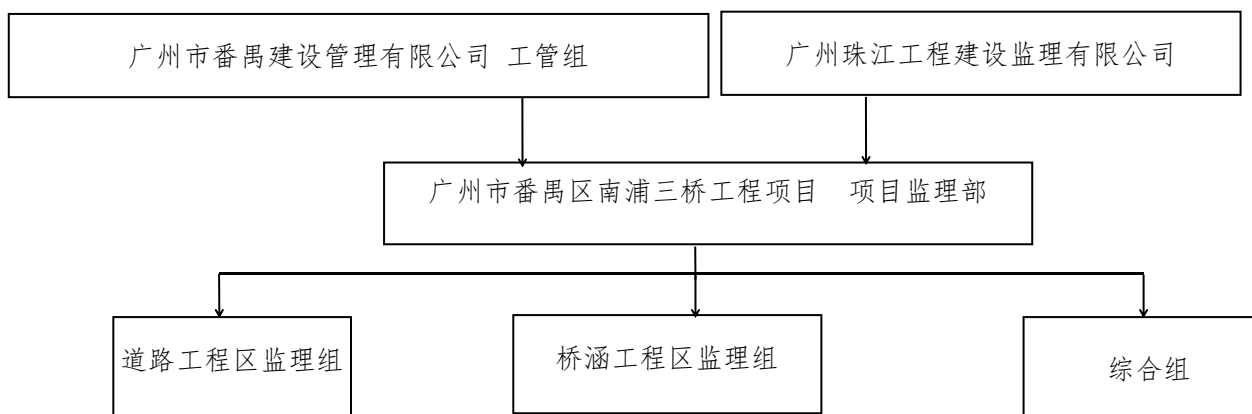 广州市番禺建设管理有限公司 工管组
广州珠江工程建设监理有限公司
广州市番禺区南浦三桥工程项目 项目监理部
道路工程区监理组
桥涵工程区监理组
综合组